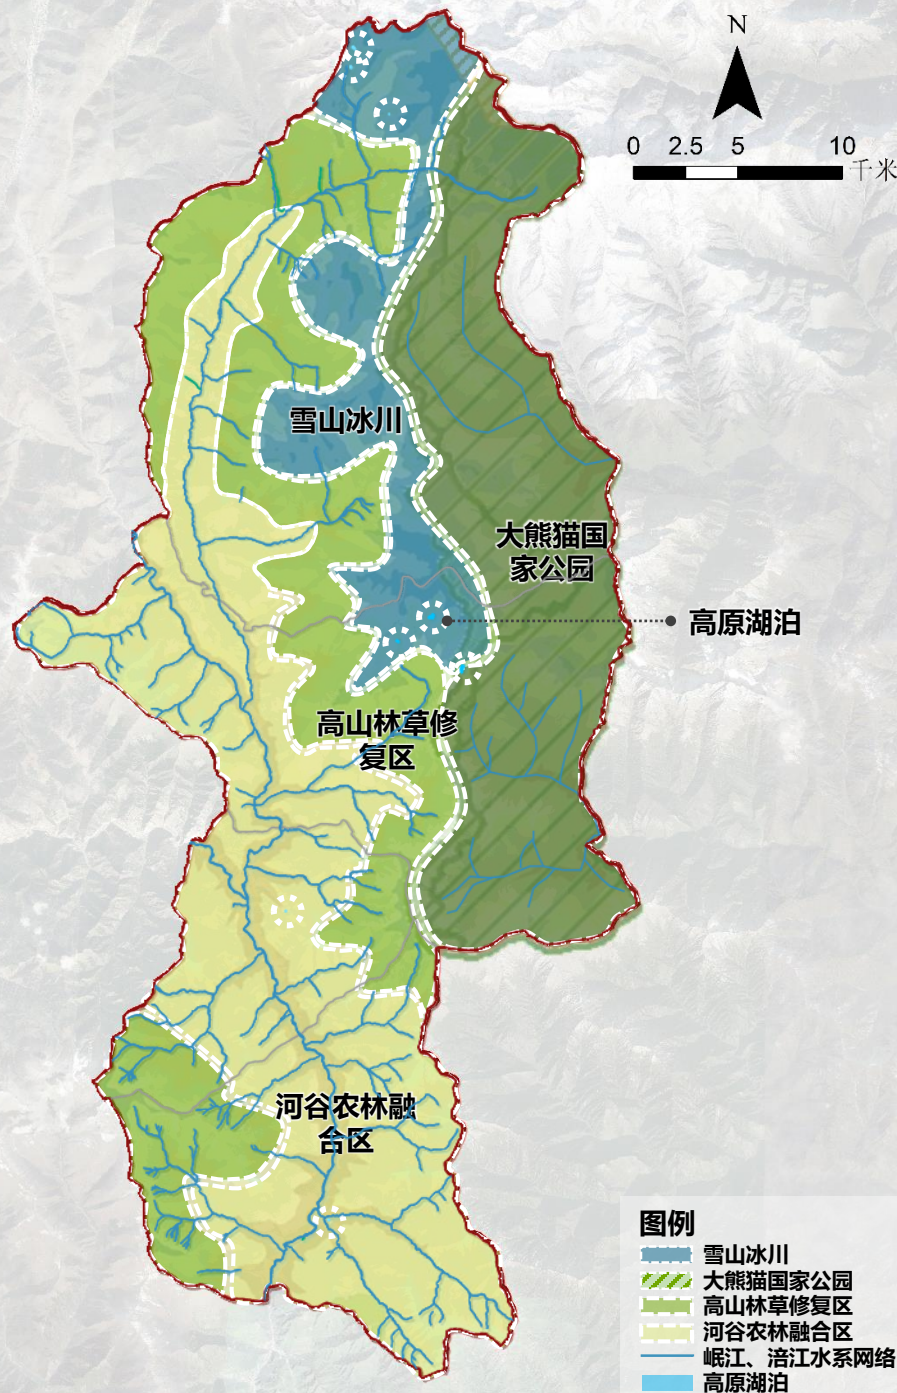 N
0 2.5 5 10
千米
雪山冰川
大熊猫国
家公园
高原湖泊
高山林草修
复区
河谷农林融
合区
图例
雪山冰川
大熊猫国家公园
高山林草修复区
河谷农林融合区
岷江、涪江水系网络
高原湖泊